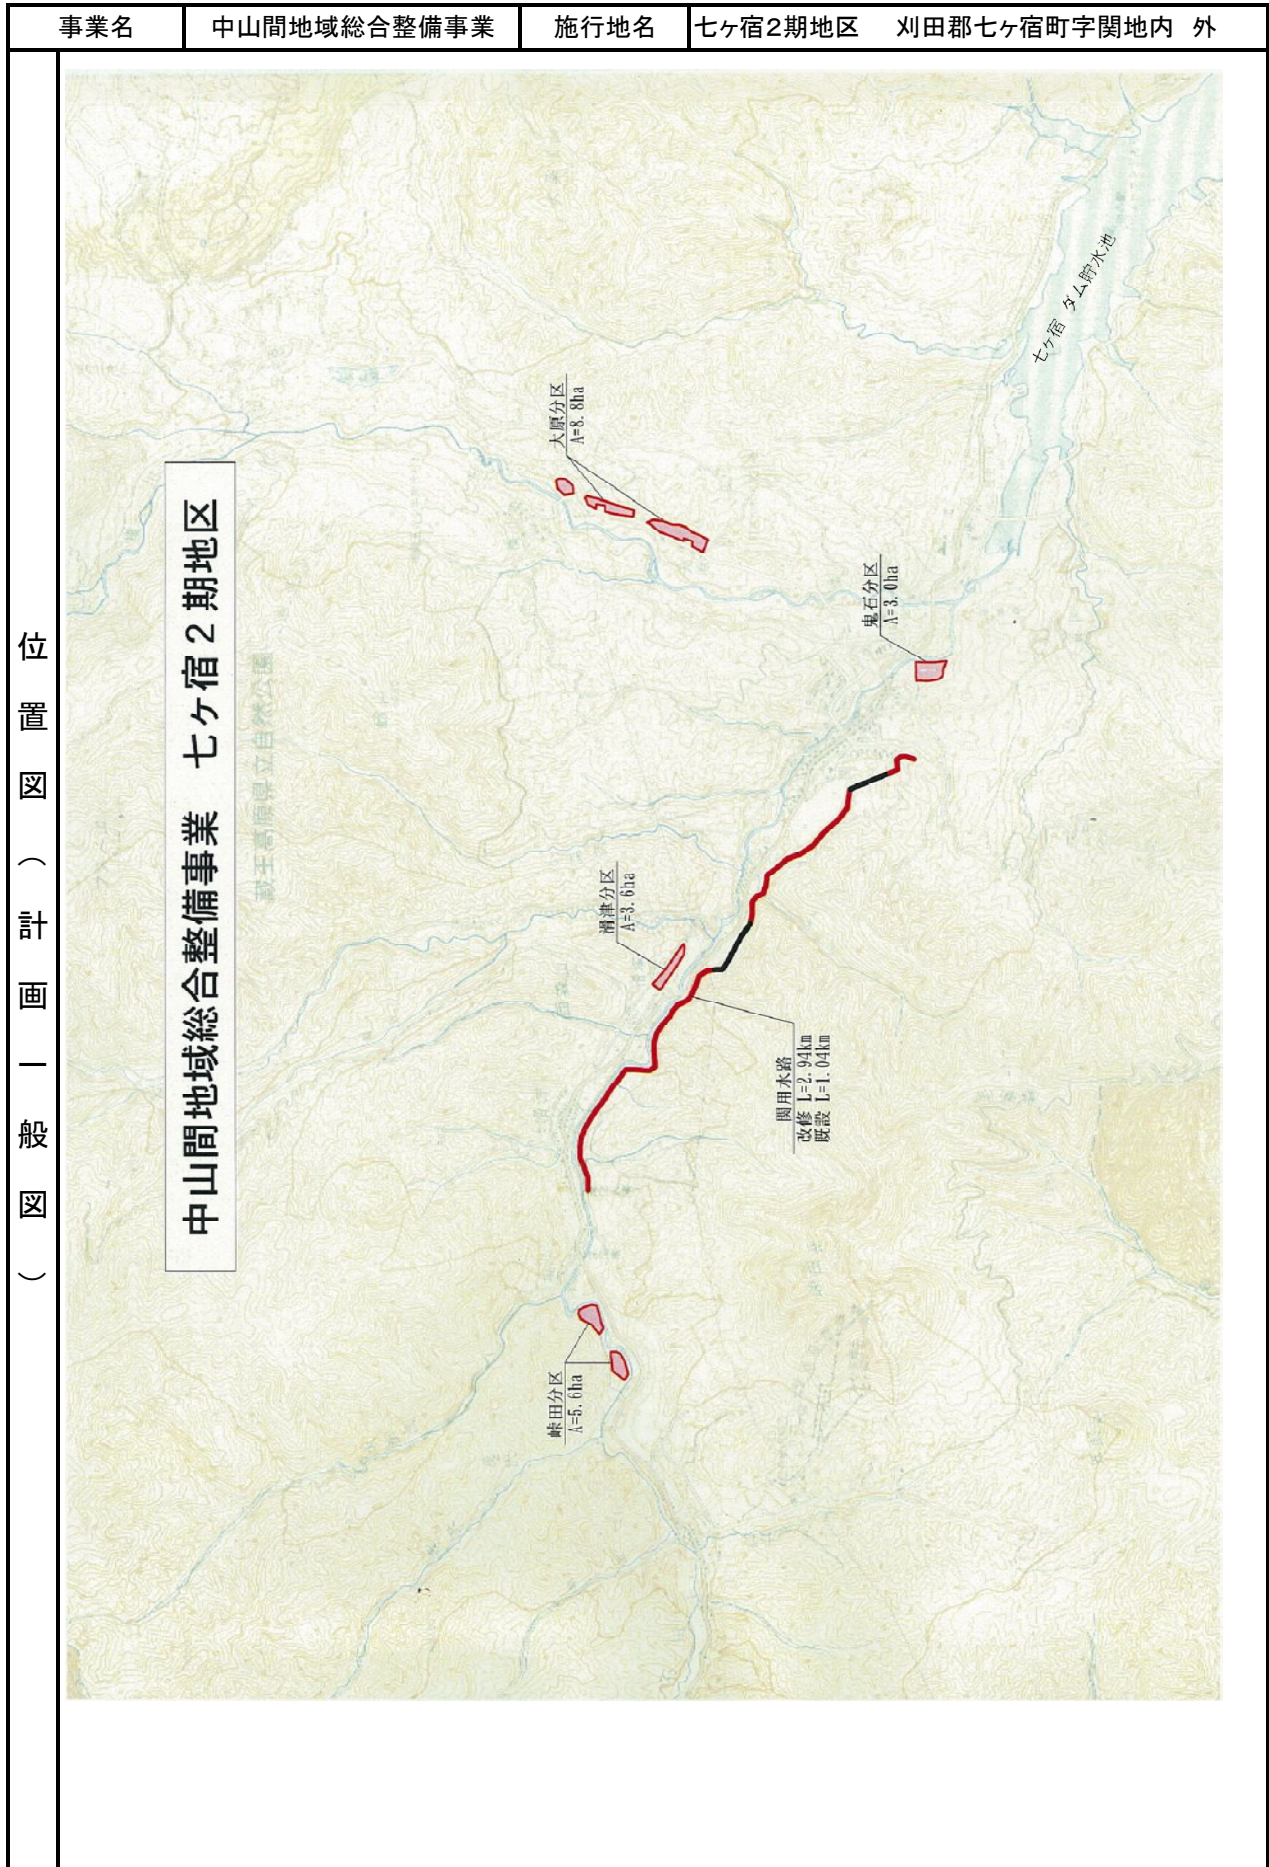 事業名 中山間地域総合整備事業 施行地名 七ヶ宿2期地区 刈田郡七ヶ宿町字関地内 外
位置図(計画一般図)
中山間地域総合整備事業 七ヶ宿2期地区
蔵王高原県立自然公園
七ヶ宿 ダム貯水池
大原分区
A=8.8ha
鬼石分区
A=3.0ha
滑津分区
A=3.6ha
関用水路
改修 L=2.94km
既設 L=1.04km
峠田分区
A=5.6ha